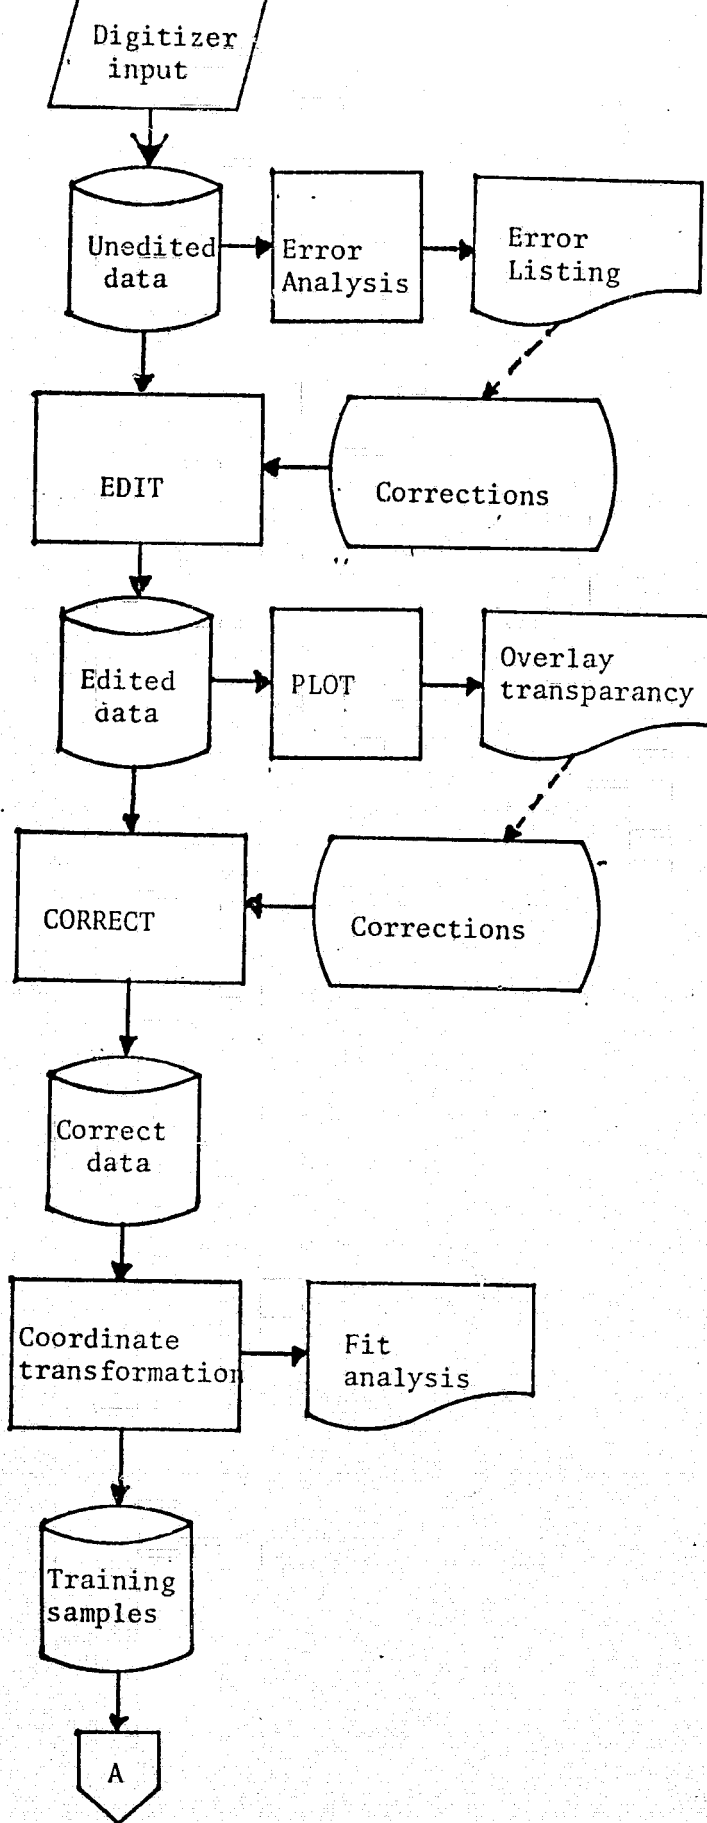 Digitizer
input
Unedited
data
Error
Analysis
Error
Listing
EDIT
Corrections
Edited
data
PLOT
Overlay
transparancy
CORRECT
Corrections
Correct
data
Coordinate
transformation
Fit
analysis
Training
samples
A